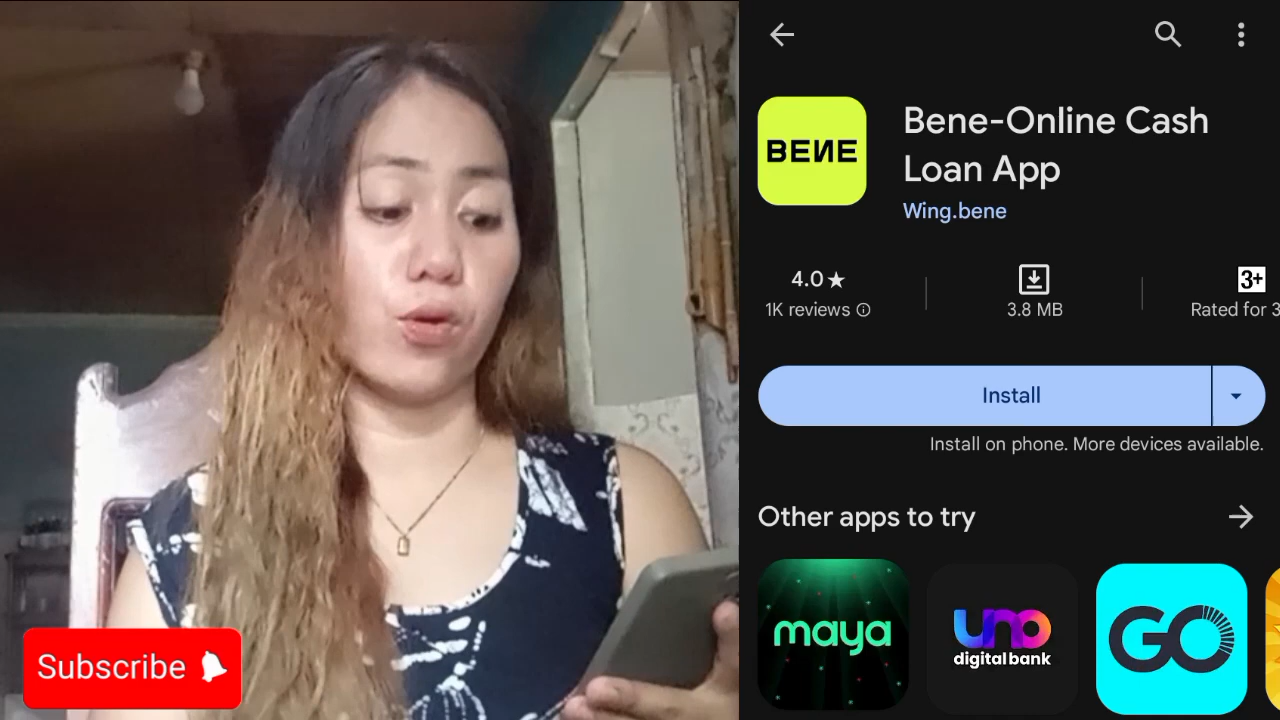 Bene-Online Cash
Loan App
BEИE
Wing.bene
4.0★
1K reviews
3.8 MB
3+
Rated for 3
Install
Install on phone. More devices available.
Other apps to try
maya
uno
digital bank
GO
Subscribe